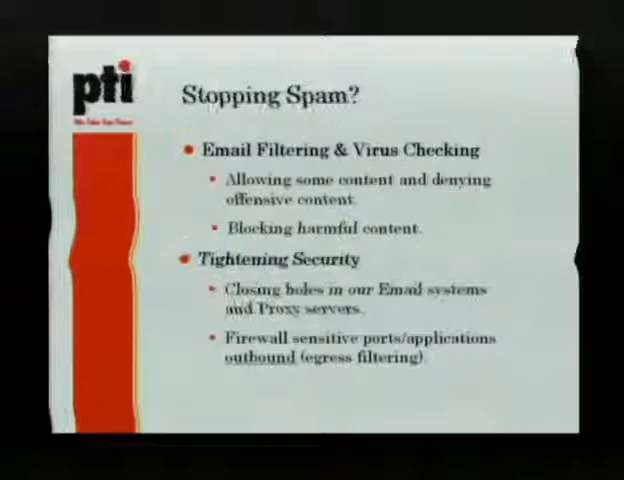 pti
Stopping Spam?
Email Filtering & Virus Checking
Allowing some content and denying
offensive content.
Blocking harmful content.
Tightening Security
Closing holes in our Email systems
and Proxy servers.
Firewall sensitive ports/applications
outbound (egress filtering)